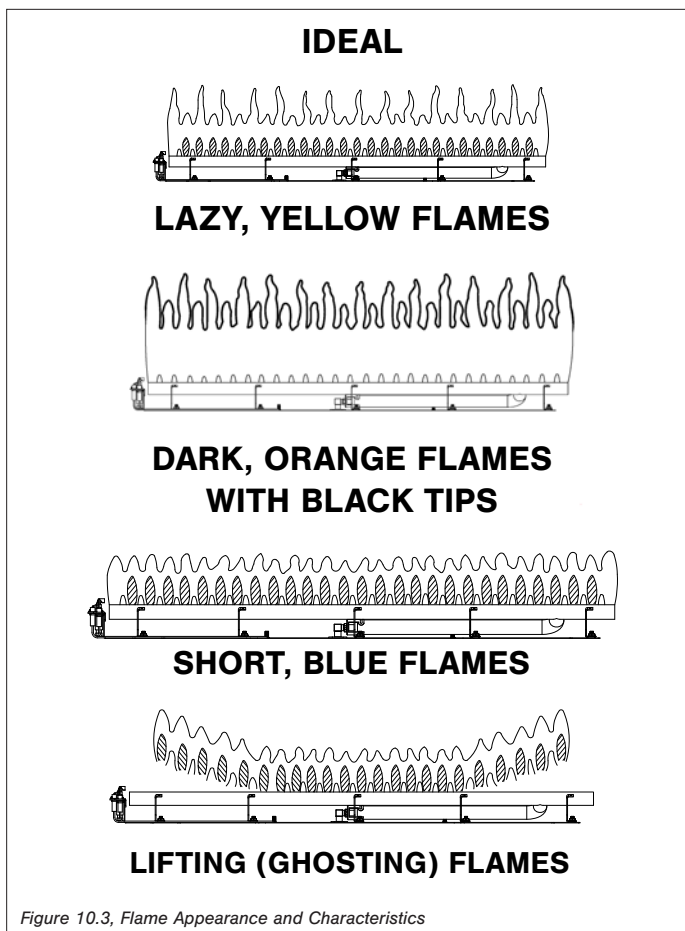 IDEAL
LAZY, YELLOW FLAMES
DARK, ORANGE FLAMES
WITH BLACK TIPS
SHORT, BLUE FLAMES
LIFTING (GHOSTING) FLAMES
Figure 10.3, Flame Appearance and Characteristics